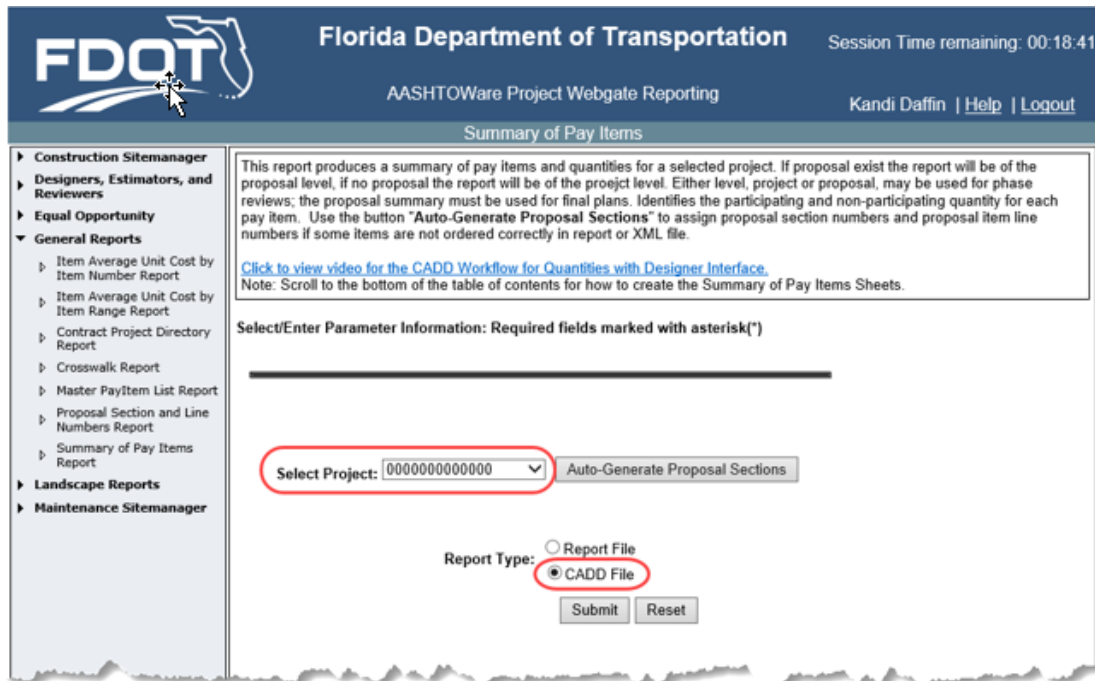 FDOT
Florida Department of Transportation
Session Time remaining: 00:18:41
AASHTOWare Project Webgate Reporting
Kandi Daffin | Help | Logout
Summary of Pay Items
Construction Sitemanager
Designers, Estimators, and
Reviewers
Equal Opportunity
General Reports
Item Average Unit Cost by
Item Number Report
Item Average Unit Cost by
Item Range Report
Contract Project Directory
Report
Crosswalk Report
Master PayItem List Report
Proposal Section and Line
Numbers Report
Summary of Pay Items
Report
Landscape Reports
Maintenance Sitemanager
This report produces a summary of pay items and quantities for a selected project. If
proposal exist the report will be of the
proposal level, if no proposal the report will be of the proejct level. Either level, project or proposal, may be used for phase
reviews; the proposal summary must be used for final plans. Identifies the participating and non-participating quantity for each
pay item. Use the button "Auto-Generate Proposal Sections" to assign proposal section numbers and proposal item line
numbers if some items are not ordered correctly in report or XML file.
Click to view video for the CADD Workflow for Quantities with Designer Interface.
Note: Scroll to the bottom of the table of contents for how to create the Summary of Pay Items Sheets.
Select/Enter Parameter Information: Required fields marked with asterisk(*)
Select Project: 0000000000000 Auto-Generate Proposal Sections
Report Type:
Report File
CADD File
Submit Reset